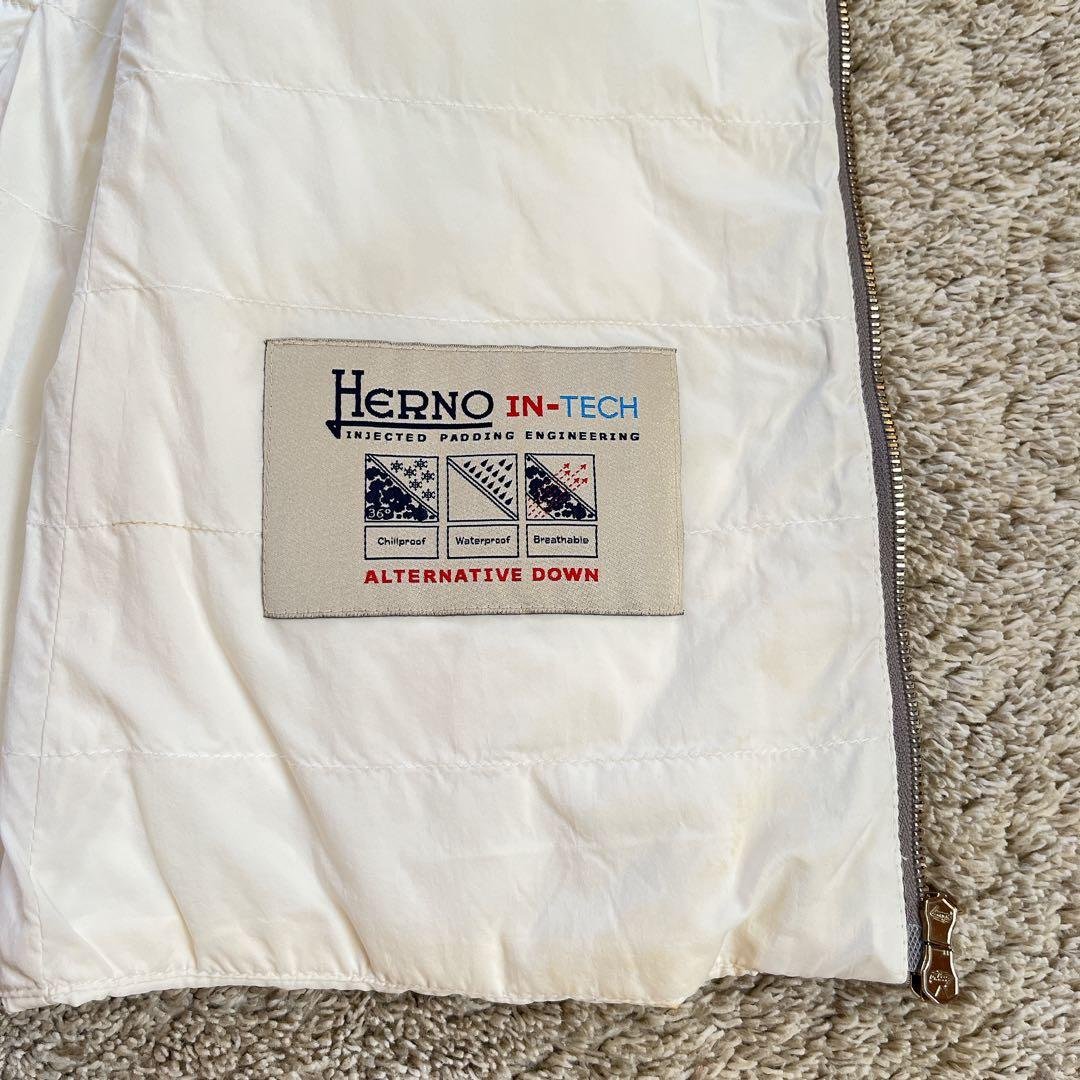 HERNO IN-TECH
INJECTED PADDING ENGINEERING
36°
Chillproof Waterproof Breathable
ALTERNATIVE DOWN